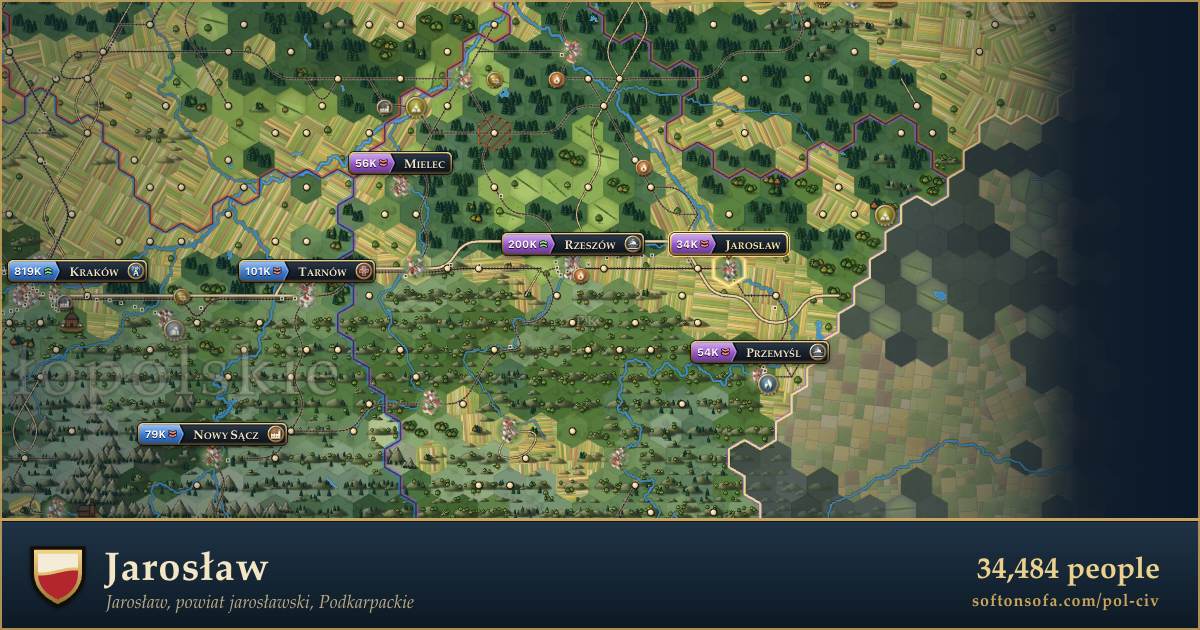 56K Mielec
200K Rzeszów
34K Jarosław
819K Kraków
101K Tarnów
54K Przemyśl
łopolskie
79K Nowy Sącz
Jarosław
34,484 people
Jarosław, powiat jarosławski, Podkarpackie
softonsofa.com/pol-civ